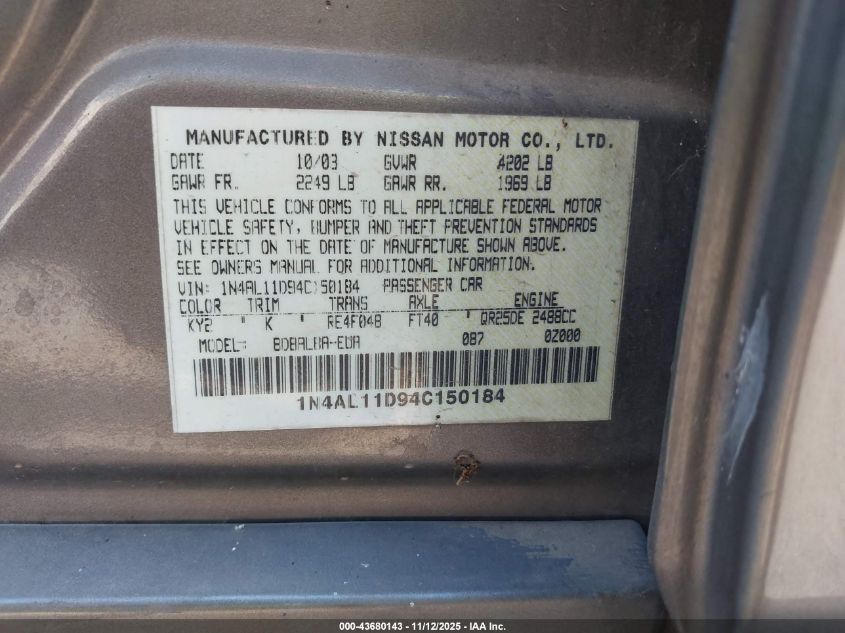 MANUFACTURED BY NISSAN MOTOR CO., LTD.
DATE 10/03 GVWR 4202 LB
GAWR FR. 2249 LB GAWR RR. 1969 LB
THIS VEHICLE CONFORMS TO ALL APPLICABLE FEDERAL MOTOR
VEHICLE SAFETY, BUMPER AND THEFT PREVENTION STANDARDS
IN EFFECT ON THE DATE OF MANUFACTURE SHOWN ABOVE.
SEE OWNERS MANUAL FOR ADDITIONAL INFORMATION.
VIN: 1N4AL11D94C150184 PASSENGER CAR
COLOR TRIM TRANS AXLE ENGINE
KY2 K RE4F04B FT40 QR25DE 2488CC
MODEL: 087 0Z000
1N4AL11D94C150184
000-43680143 - 11/12/2025 - IAA Inc.